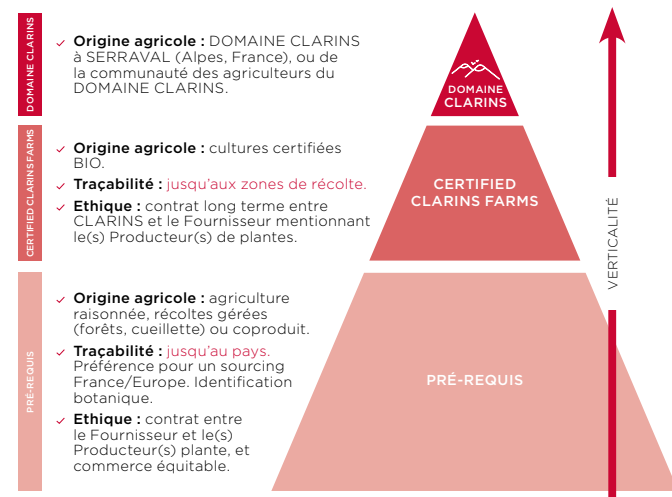 DOMAINE CLARINS
Origine agricole : DOMAINE CLARINS
à SERRAVAL (Alpes, France), ou de
la communauté des agriculteurs du
DOMAINE CLARINS.
DOMAINE
CLARINS
CERTIFIED CLARINS FARMS
Origine agricole : cultures certifiées
BIO.
Traçabilité : jusqu’aux zones de récolte.
Ethique : contrat long terme entre
CLARINS et le Fournisseur mentionnant
le(s) Producteur(s) de plantes.
CERTIFIED
CLARINS FARMS
VERTICALITÉ
PRÉ-REQUIS
Origine agricole : agriculture
raisonnée, récoltes gérées
(forêts, cueillette) ou coproduit.
Traçabilité : jusqu’au pays.
Préférence pour un sourcing
France/Europe. Identification
botanique.
Ethique : contrat entre
le Fournisseur et le(s)
Producteur(s) plante, et
commerce équitable.
PRÉ-REQUIS